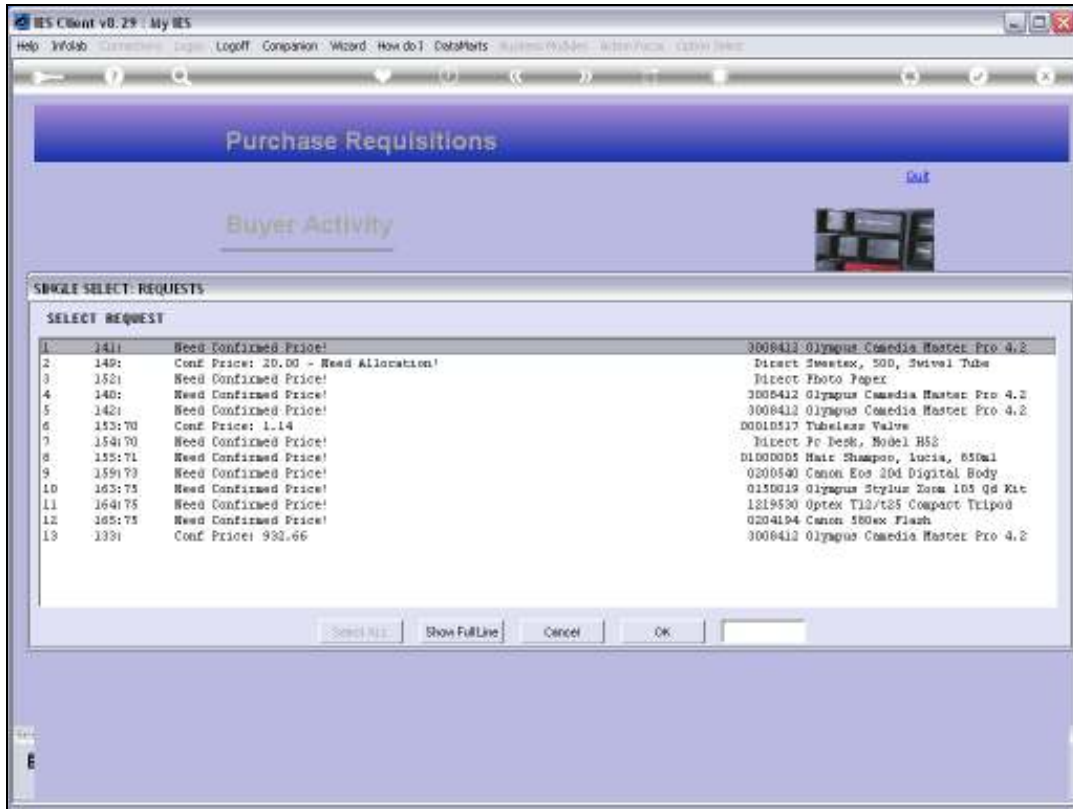 IES Client v8.29 : My IES
Help Infolab Logoff Companion Wizard How do I DataMarts
Purchase Requisitions
Quit
Buyer Activity
SINGLE SELECT: REQUESTS
SELECT REQUEST
1 141: Need Confirmed Price! 3008412 Olympus Camedia Master Pro 4.2
2 149: Conf Price: 20.00 - Need Allocation! Direct Sweetex, 500, Swivel Tube
3 152: Need Confirmed Price! Direct Photo Paper
4 140: Need Confirmed Price! 3008412 Olympus Camedia Master Pro 4.2
5 142: Need Confirmed Price! 3008412 Olympus Camedia Master Pro 4.2
6 153:70 Conf Price: 1.14 00010517 Tubeless Valve
7 154:70 Need Confirmed Price! Direct Pc Desk, Model H52
8 155:71 Need Confirmed Price! 01000005 Hair Shampoo, Lucia, 850ml
9 159:73 Need Confirmed Price! 0200540 Canon Eos 20d Digital Body
10 163:75 Need Confirmed Price! 0150019 Olympus Stylus Zoom 105 Qd Kit
11 164:75 Need Confirmed Price! 1219530 Optex T12/t25 Compact Tripod
12 165:75 Need Confirmed Price! 0204194 Canon 580ex Flash
13 133: Conf Price: 932.66 3008412 Olympus Camedia Master Pro 4.2
Select ALL Show Full Line Cancel OK